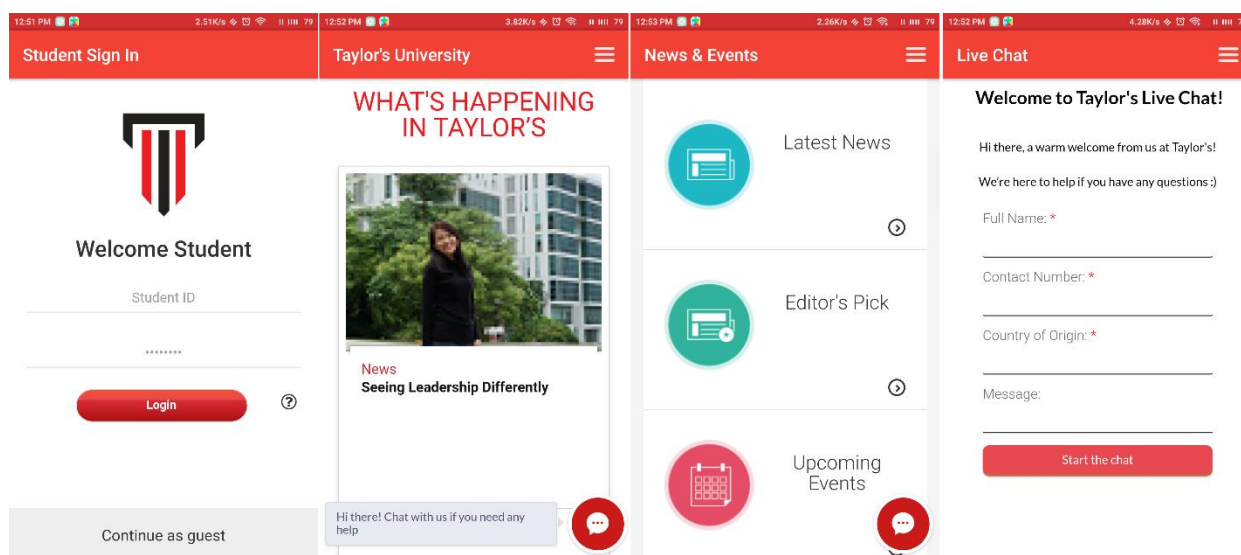 12:51 PM 2.51K/s 79
Student Sign In
Welcome Student
Student ID
Login
Continue as guest
12:52 PM 3.82K/s 79
Taylor's University
WHAT'S HAPPENING
IN TAYLOR’S
News
Seeing Leadership Differently
Hi there! Chat with us if you need any
help
12:53 PM 2.26K/s 79
News & Events
Latest News
Editor's Pick
Upcoming
Events
12:52 PM 4.28K/s
Live Chat
Welcome to Taylor's Live Chat!
Hi there, a warm welcome from us at Taylor's!
We're here to help if you have any questions :)
Full Name: *
Contact Number: *
Country of Origin: *
Message:
Start the chat